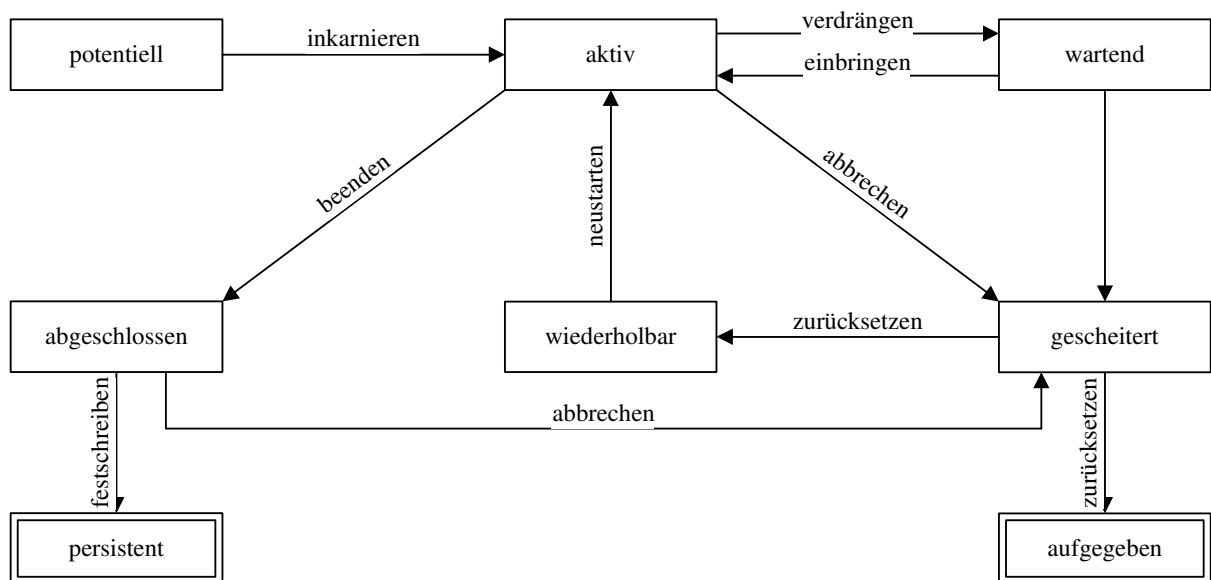 potentiell
inkarnieren
aktiv
verdrängen
einbringen
wartend
beenden
neustarten
abbrechen
abgeschlossen
wiederholbar
zurücksetzen
gescheitert
festschreiben
abbrechen
zurücksetzen
persistent
aufgegeben